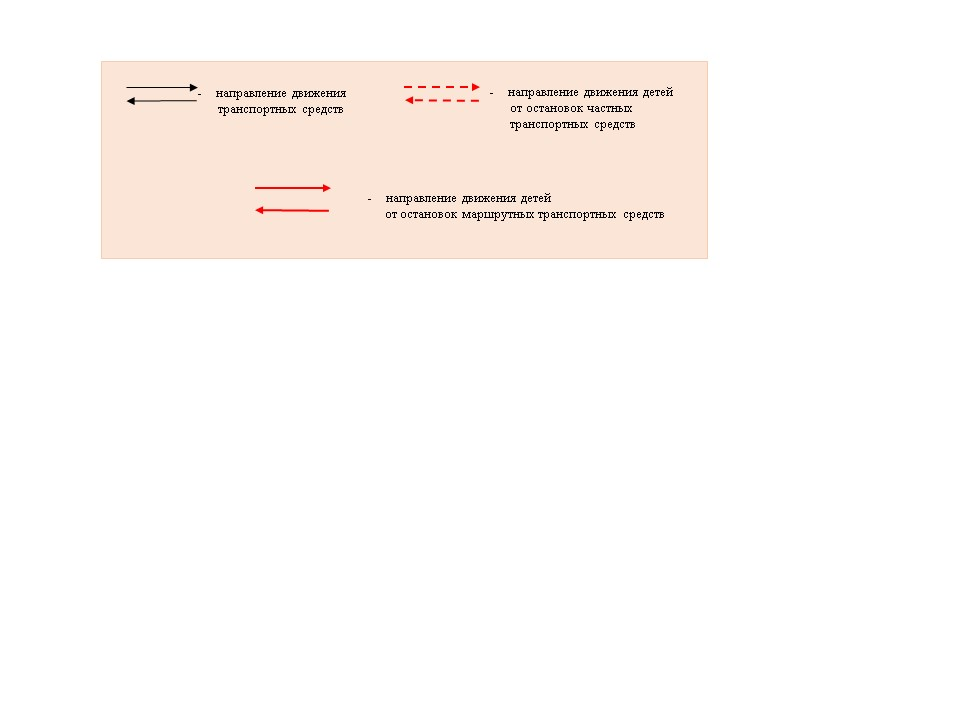 - направление движения
транспортных средств
- направление движения детей
от остановок частных
транспортных средств
- направление движения детей
от остановок маршрутных транспортных средств